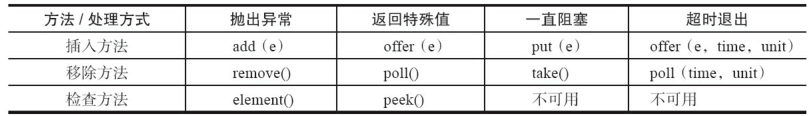 方法 / 处理方式 抛出异常 返回特殊值 一直阻塞 超时退出
插入方法 add（e） offer（e） put（e） offer（e，time，unit）
移除方法 remove() poll() take() poll（time，unit）
检查方法 element() peek() 不可用 不可用